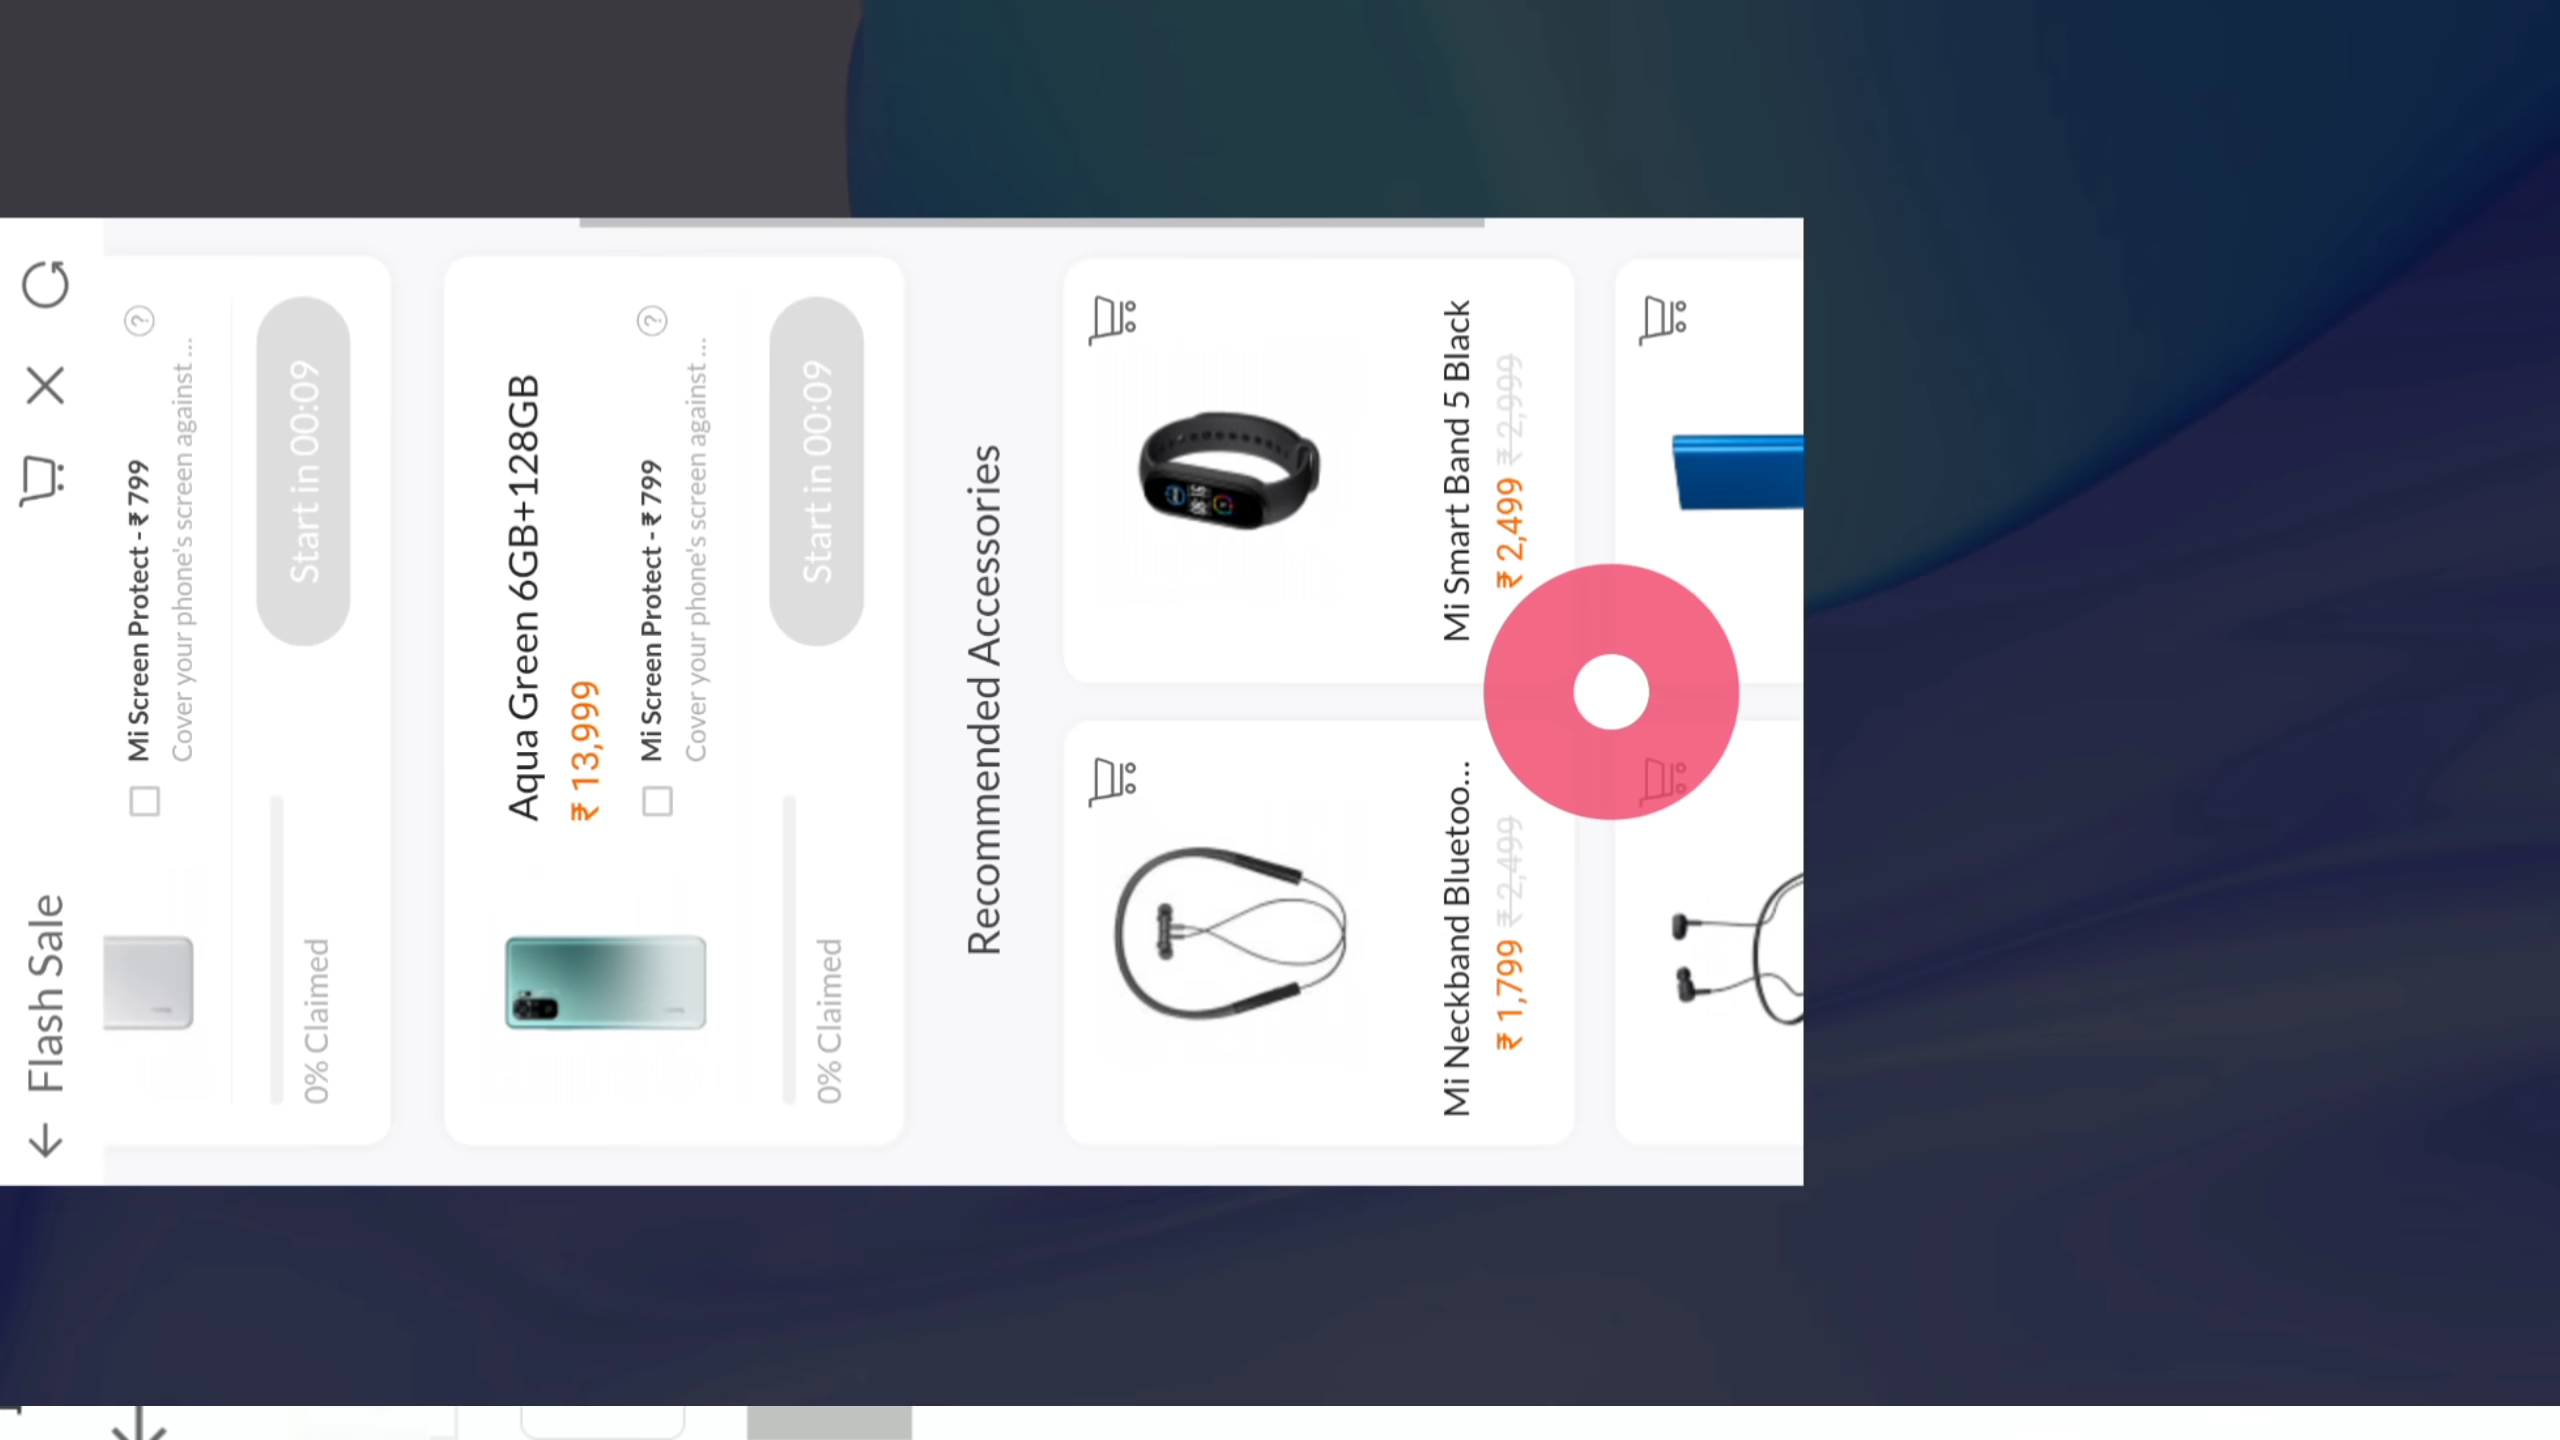 Flash Sale
Mi Screen Protect - ₹ 799
Cover your phone's screen against ...
0% Claimed
Start in 00:09
Aqua Green 6GB+128GB
₹ 13,999
Mi Screen Protect - ₹ 799
Cover your phone's screen against ...
0% Claimed
Start in 00:09
Recommended Accessories
Mi Neckband Bluetoo...
₹ 1,799 ₹ 2,499
Mi Smart Band 5 Black
₹ 2,499 ₹ 2,999